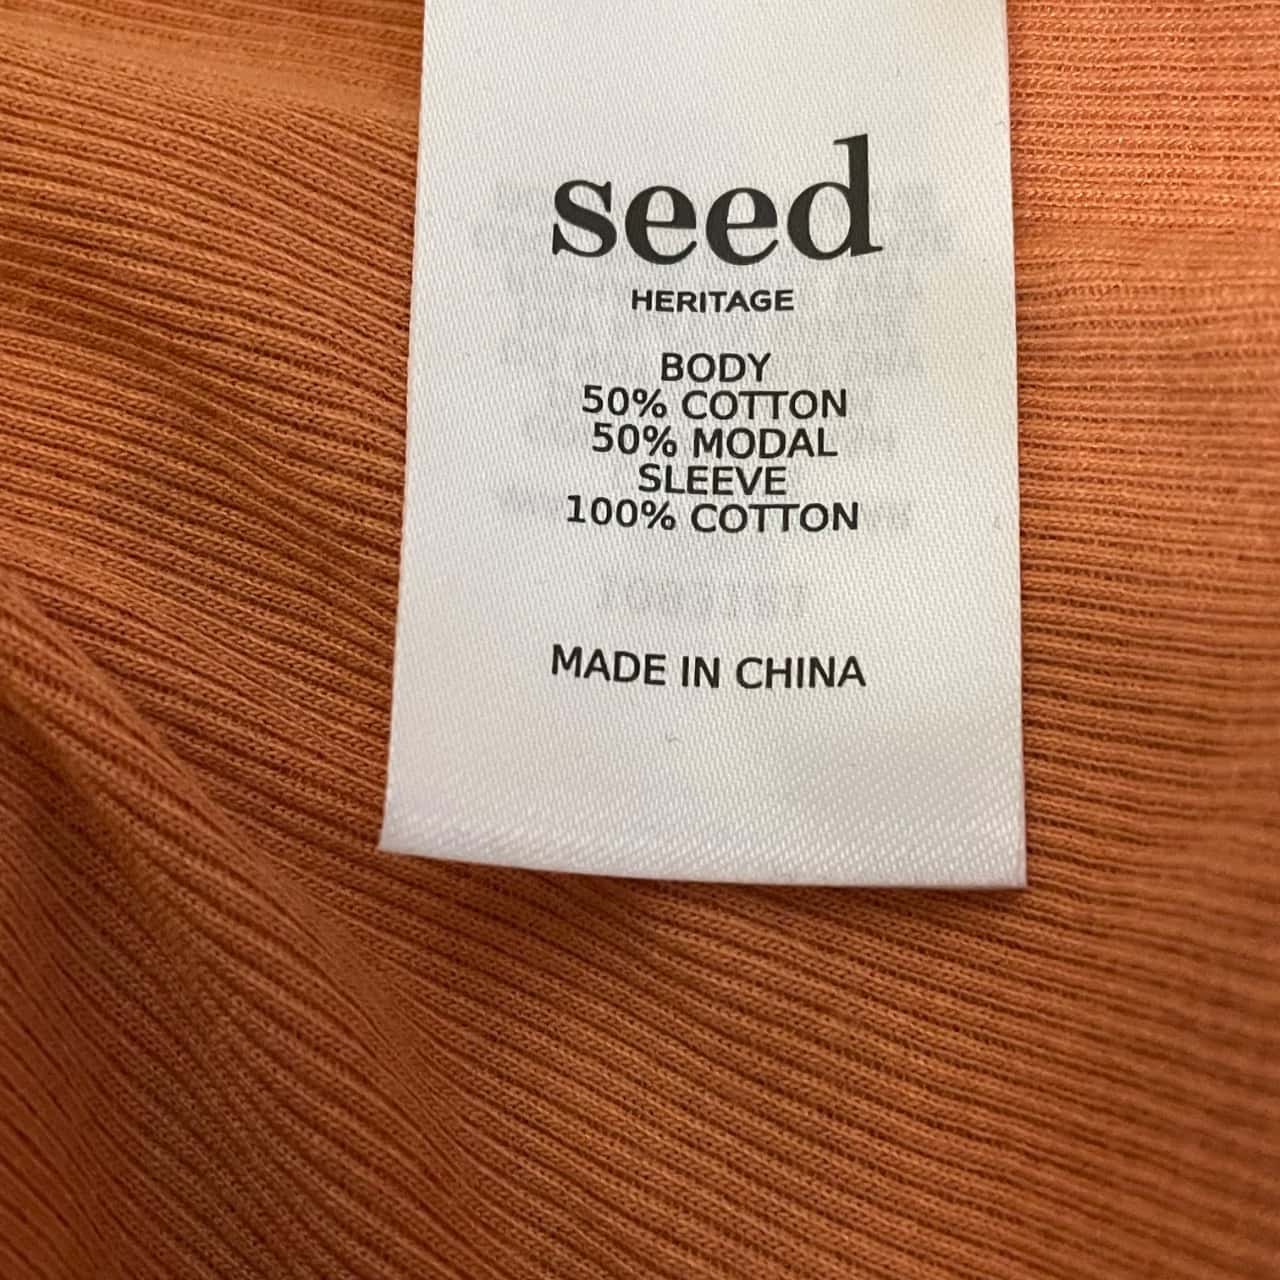 seed
HERITAGE
BODY
50% COTTON
50% MODAL
SLEEVE
100% COTTON
MADE IN CHINA